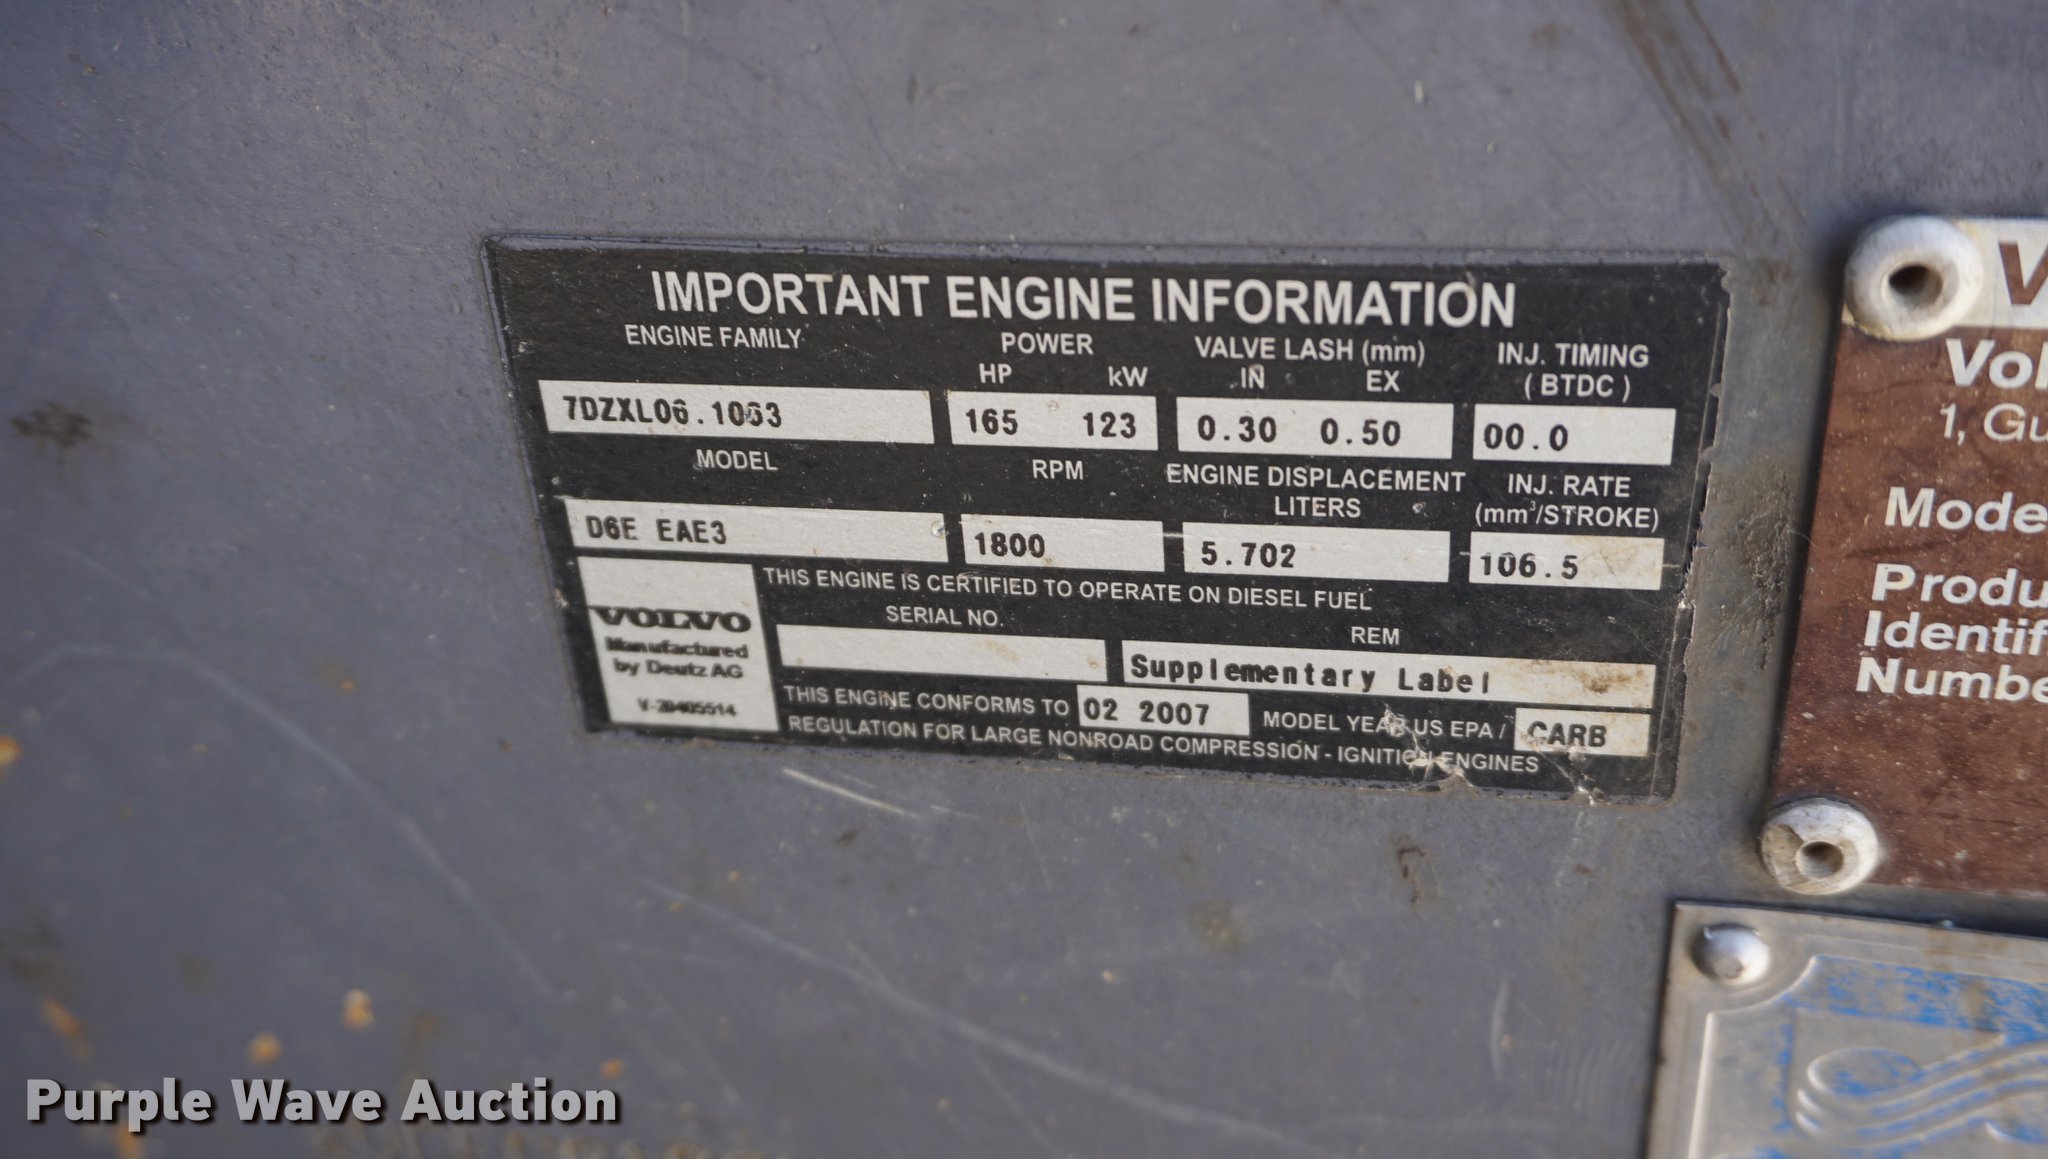 IMPORTANT ENGINE INFORMATION
ENGINE FAMILY POWER VALVE LASH (mm) INJ. TIMING
HP kW IN EX ( BTDC )
7DZXL06.1063 165 123 0.30 0.50 00.0
MODEL RPM ENGINE DISPLACEMENT INJ. RATE
LITERS (mm³/STROKE)
D6E EAE3 1800 5.702 106.5
THIS ENGINE IS CERTIFIED TO OPERATE ON DIESEL FUEL
SERIAL NO. REM
VOLVO
Manufactured
by Deutz AG
V-20405514
Supplementary Label
THIS ENGINE CONFORMS TO 02 2007 MODEL YEAR US EPA / CARB
REGULATION FOR LARGE NONROAD COMPRESSION - IGNITION ENGINES
V
Vol
1, Gu
Mode
Produ
Identif
Numbe
Purple Wave Auction